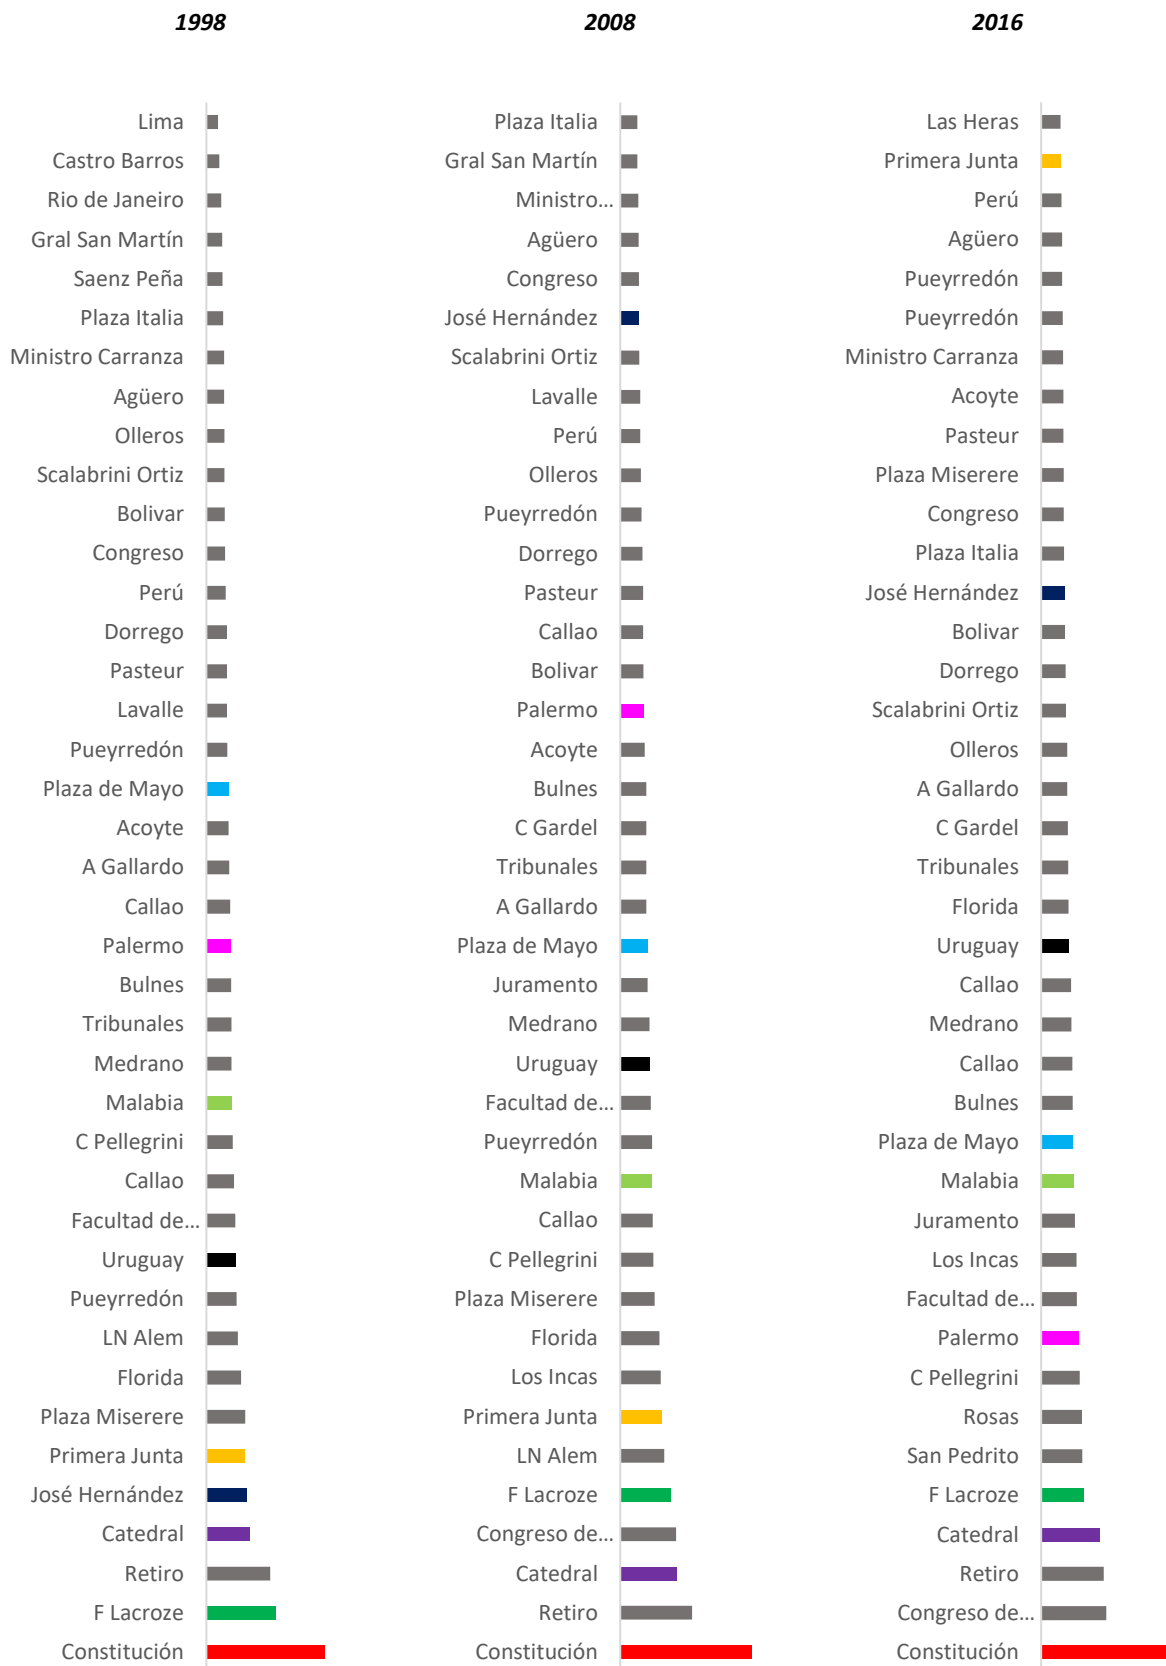 1998
2008
2016
Lima
Castro Barros
Rio de Janeiro
Gral San Martín
Saenz Peña
Plaza Italia
Ministro Carranza
Agüero
Olleros
Scalabrini Ortiz
Bolivar
Congreso
Perú
Dorrego
Pasteur
Lavalle
Pueyrredón
Plaza de Mayo
Acoyte
A Gallardo
Callao
Palermo
Bulnes
Tribunales
Medrano
Malabia
C Pellegrini
Callao
Facultad de...
Uruguay
Pueyrredón
LN Alem
Florida
Plaza Miserere
Primera Junta
José Hernández
Catedral
Retiro
F Lacroze
Constitución
Plaza Italia
Gral San Martín
Ministro...
Agüero
Congreso
José Hernández
Scalabrini Ortiz
Lavalle
Perú
Olleros
Pueyrredón
Dorrego
Pasteur
Callao
Bolivar
Palermo
Acoyte
Bulnes
C Gardel
Tribunales
A Gallardo
Plaza de Mayo
Juramento
Medrano
Uruguay
Facultad de...
Pueyrredón
Malabia
Callao
C Pellegrini
Plaza Miserere
Florida
Los Incas
Primera Junta
LN Alem
F Lacroze
Congreso de...
Catedral
Retiro
Constitución
Las Heras
Primera Junta
Perú
Agüero
Pueyrredón
Pueyrredón
Ministro Carranza
Acoyte
Pasteur
Plaza Miserere
Congreso
Plaza Italia
José Hernández
Bolivar
Dorrego
Scalabrini Ortiz
Olleros
A Gallardo
C Gardel
Tribunales
Florida
Uruguay
Callao
Medrano
Callao
Bulnes
Plaza de Mayo
Malabia
Juramento
Los Incas
Facultad de...
Palermo
C Pellegrini
Rosas
San Pedrito
F Lacroze
Catedral
Retiro
Congreso de...
Constitución